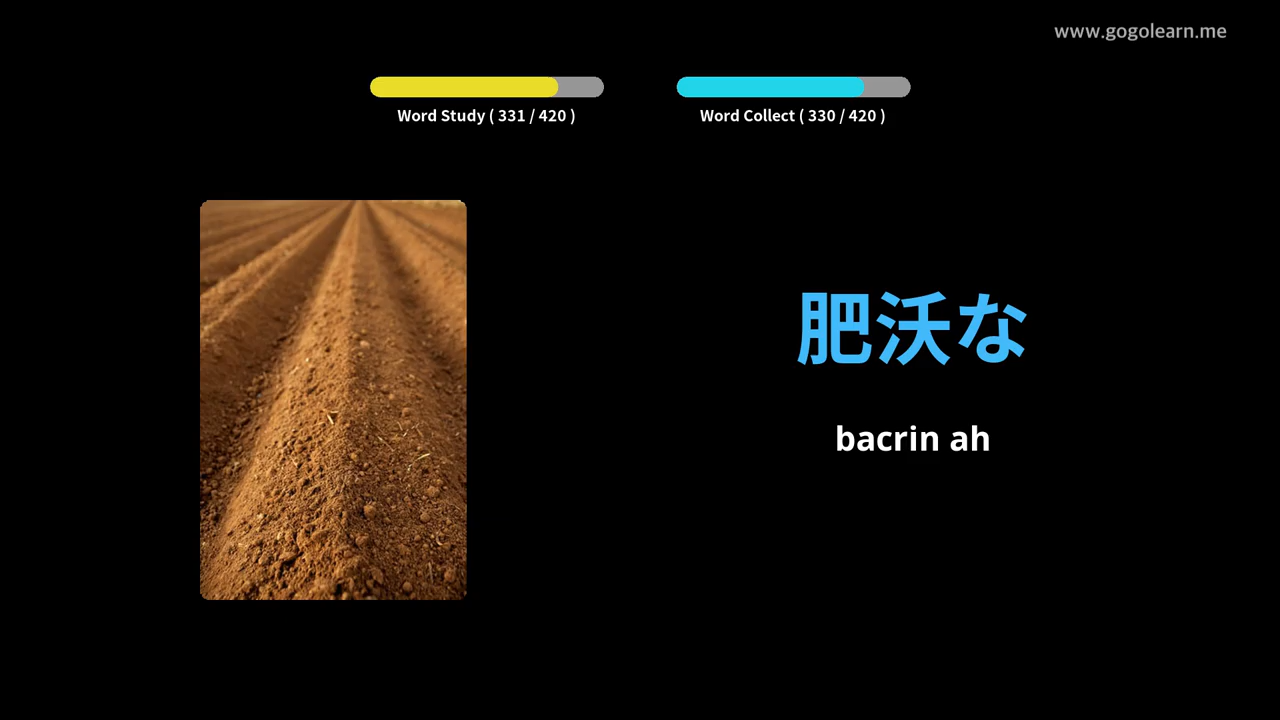 www.gogolearn.me
Word Study ( 331 / 420 )
Word Collect ( 330 / 420 )
肥沃な
bacrin ah